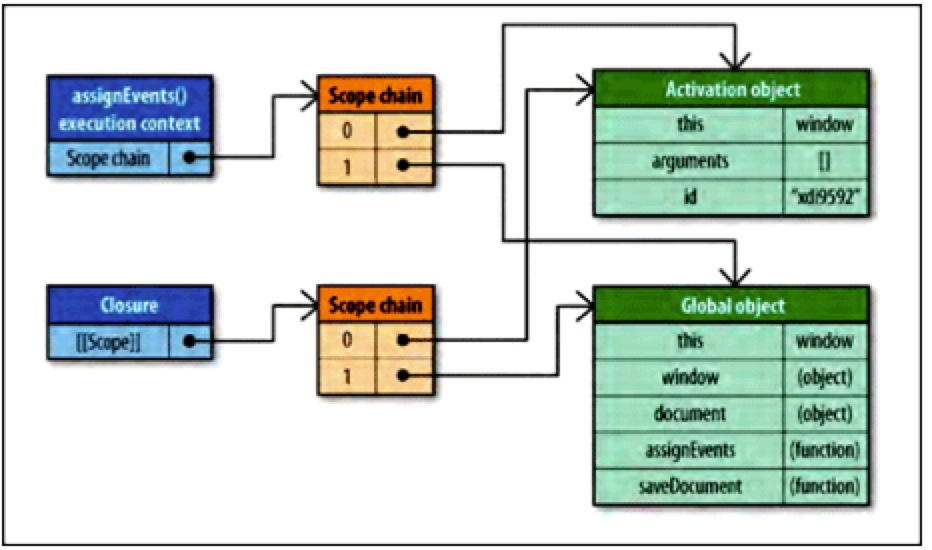 assignEvents()
execution context
Scope chain
Scope chain
0
1
Activation object
this window
arguments []
id "xdi9592"
Closure
[[Scope]]
Scope chain
0
1
Global object
this window
window (object)
document (object)
assignEvents (function)
saveDocument (function)